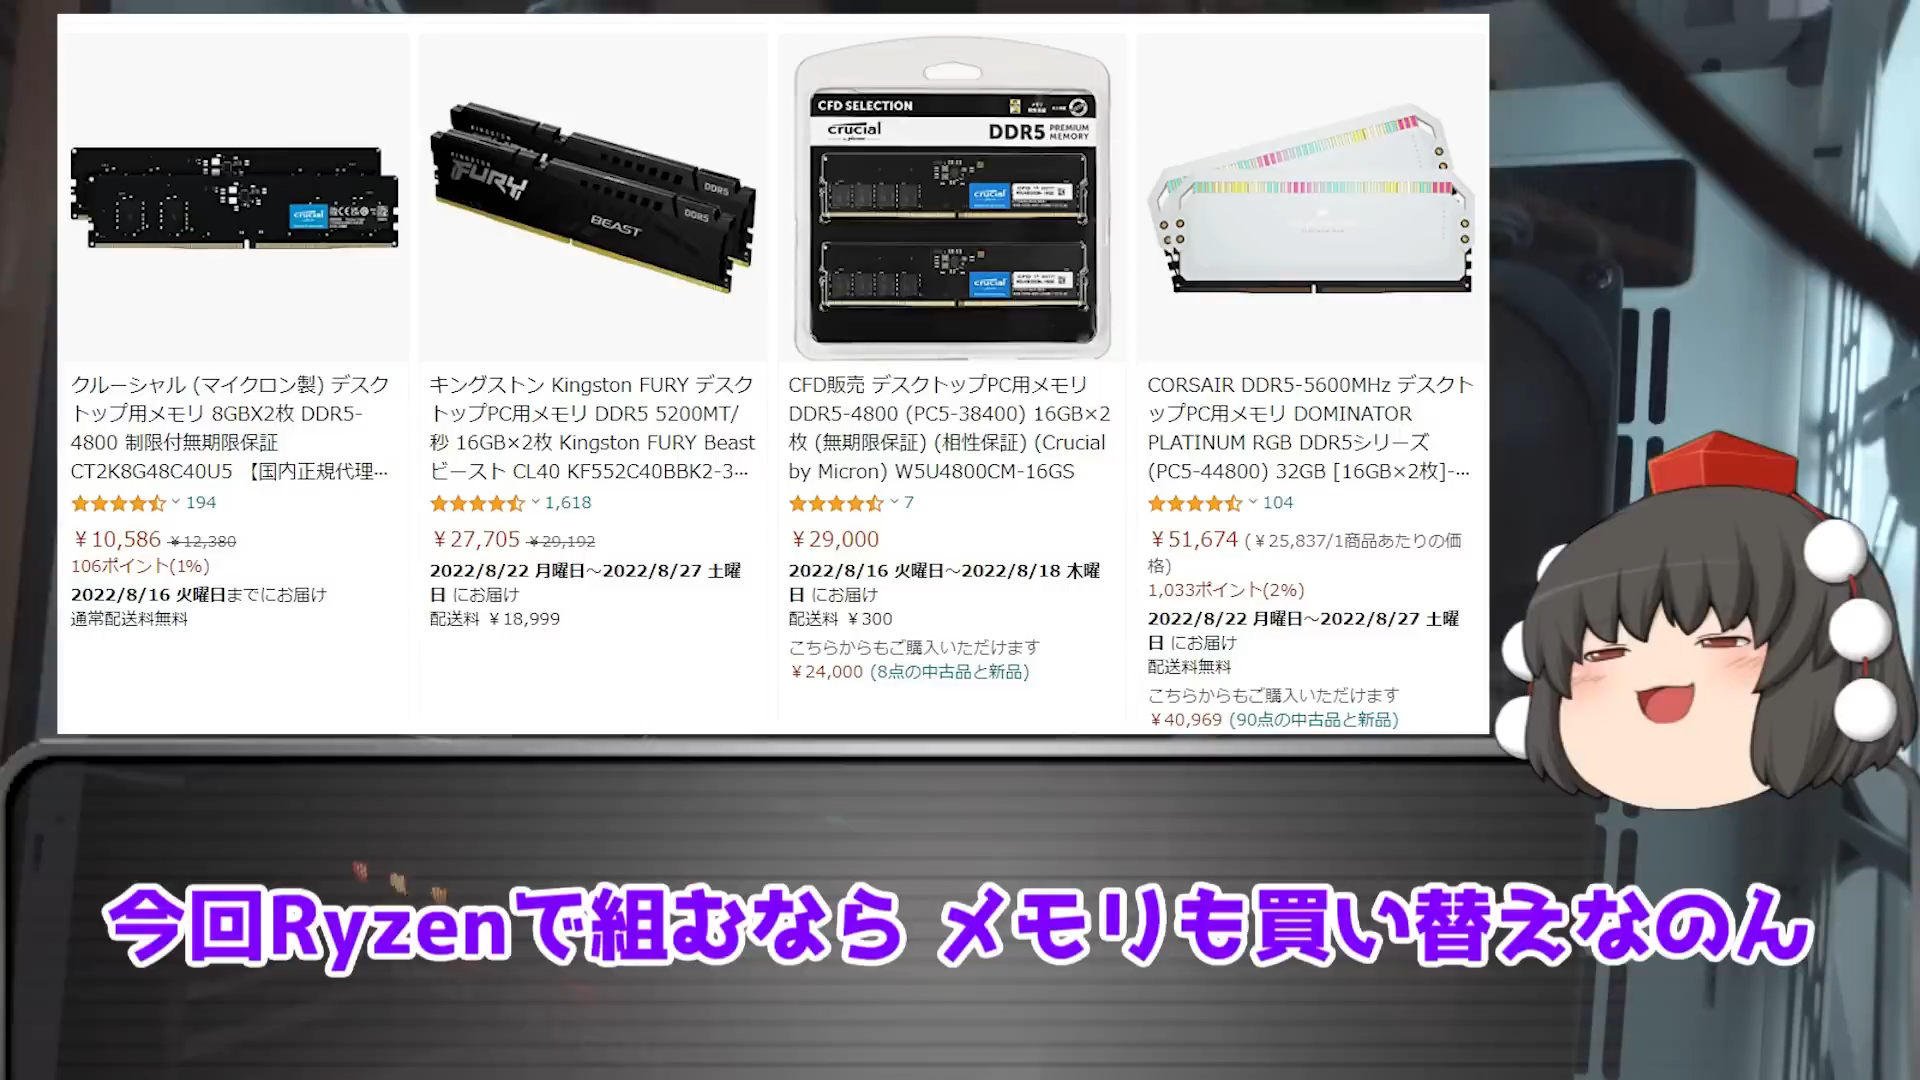 KINGSTON
KINGSTON
FURY
BEAST
DDR5
DDR5
crucial
CFD SELECTION
crucial
DDR5 PREMIUM MEMORY
crucial
crucial
クルーシャル (マイクロン製) デスク
トップ用メモリ 8GBX2枚 DDR5-
4800 制限付無期限保証
CT2K8G48C40U5 【国内正規代理…
194
￥10,586 ￥12,380
106ポイント(1%)
2022/8/16 火曜日までにお届け
通常配送料無料
キングストン Kingston FURY デスク
トップPC用メモリ DDR5 5200MT/
秒 16GB×2枚 Kingston FURY Beast
ビースト CL40 KF552C40BBK2-3…
1,618
￥27,705 ￥29,192
2022/8/22 月曜日～2022/8/27 土曜
日 にお届け
配送料 ￥18,999
CFD販売 デスクトップPC用メモリ
DDR5-4800 (PC5-38400) 16GB×2
枚 (無期限保証) (相性保証) (Crucial
by Micron) W5U4800CM-16GS
7
￥29,000
2022/8/16 火曜日～2022/8/18 木曜
日 にお届け
配送料 ￥300
こちらからもご購入いただけます
￥24,000 (8点の中古品と新品)
CORSAIR DDR5-5600MHz デスクト
ップPC用メモリ DOMINATOR
PLATINUM RGB DDR5シリーズ
(PC5-44800) 32GB [16GB×2枚]-…
104
￥51,674 (￥25,837/1商品あたりの価
格)
1,033ポイント(2%)
2022/8/22 月曜日～2022/8/27 土曜
日 にお届け
配送料無料
こちらからもご購入いただけます
￥40,969 (90点の中古品と新品)
今回Ryzenで組むなら メモリも買い替えなのん